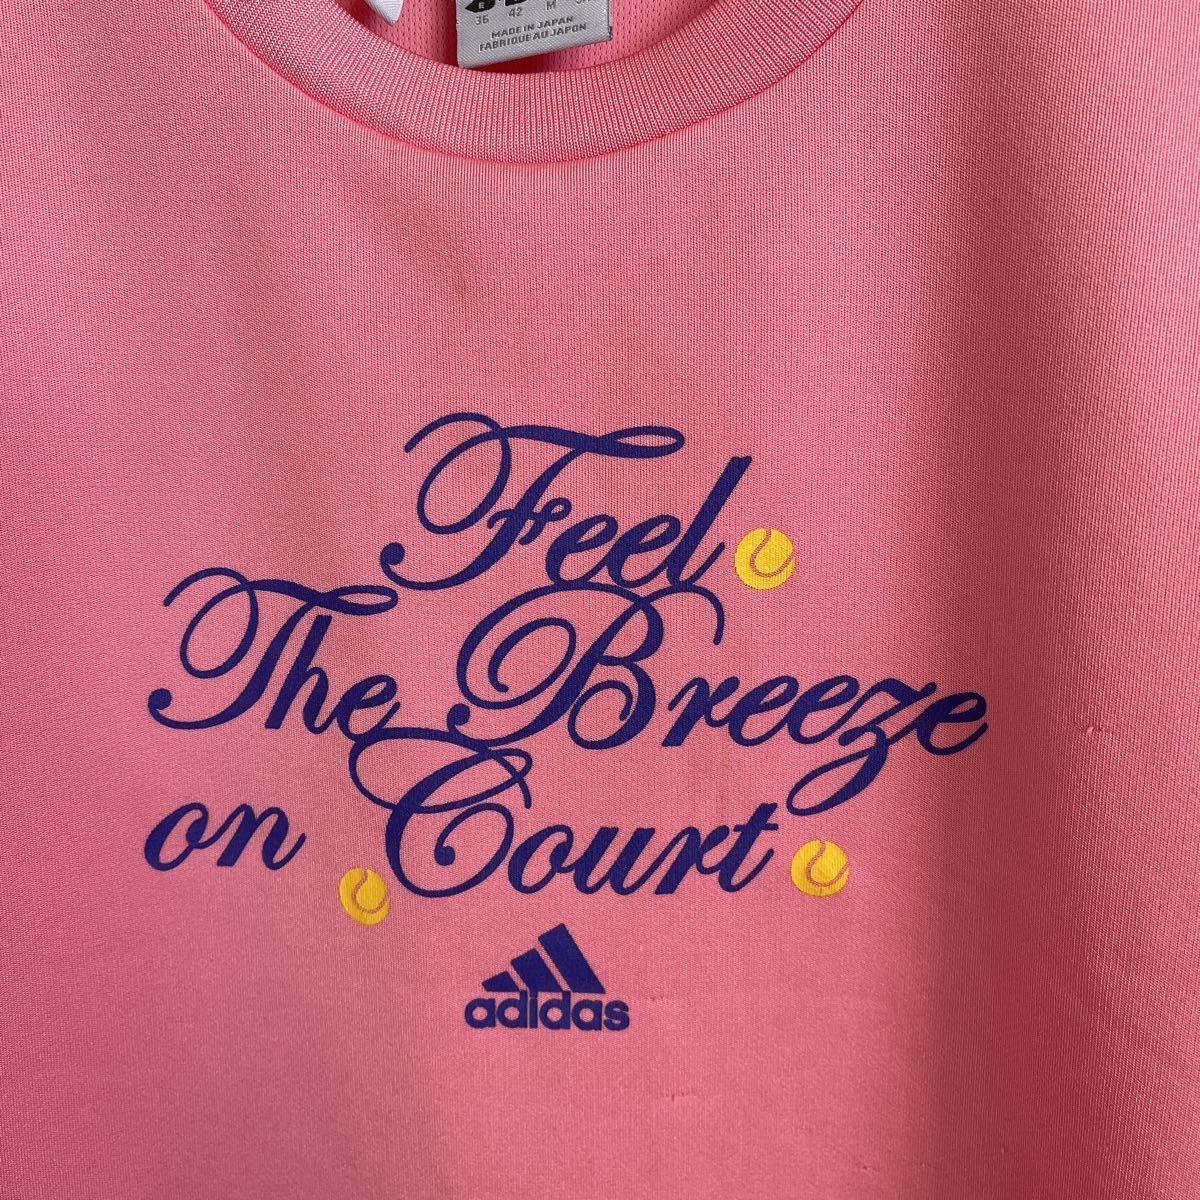 36 42 M
MADE IN JAPAN
FABRIQUE AU JAPON
Feel
The Breeze
on Court
adidas